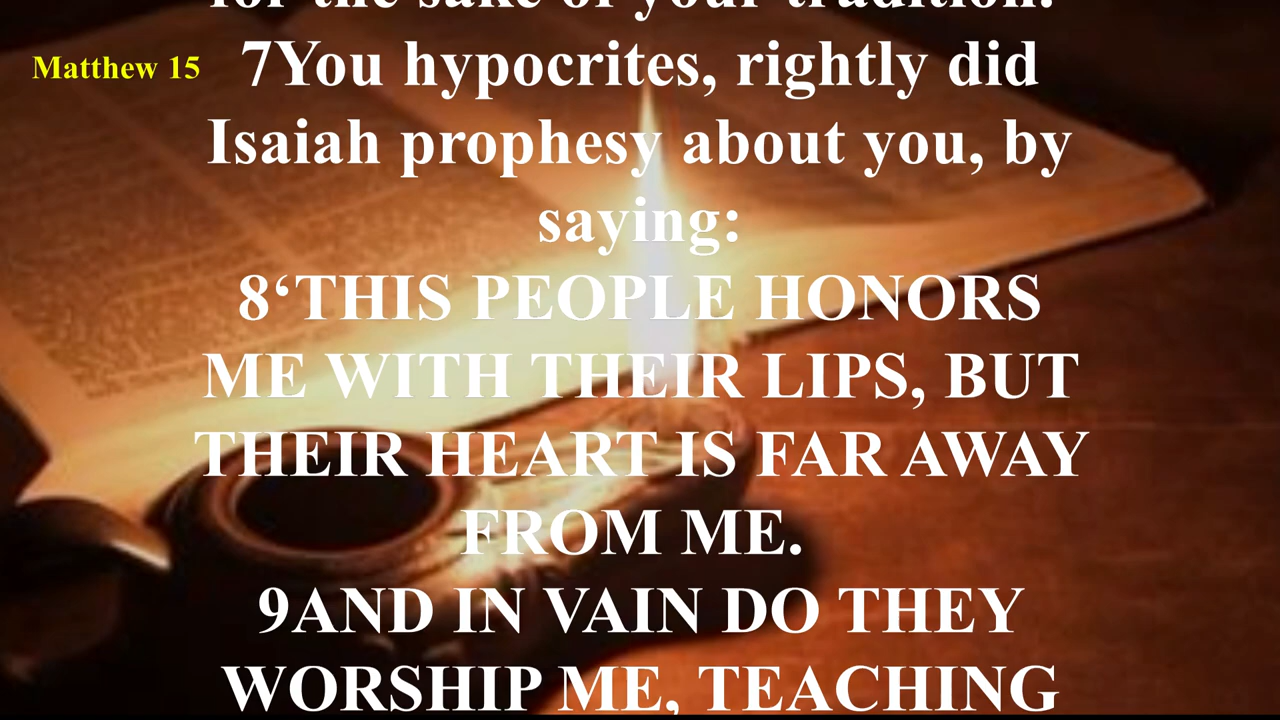 for the sake of your tradition.
Matthew 15
7You hypocrites, rightly did
Isaiah prophesy about you, by
saying:
8‘THIS PEOPLE HONORS
ME WITH THEIR LIPS, BUT
THEIR HEART IS FAR AWAY
FROM ME.
9AND IN VAIN DO THEY
WORSHIP ME, TEACHING